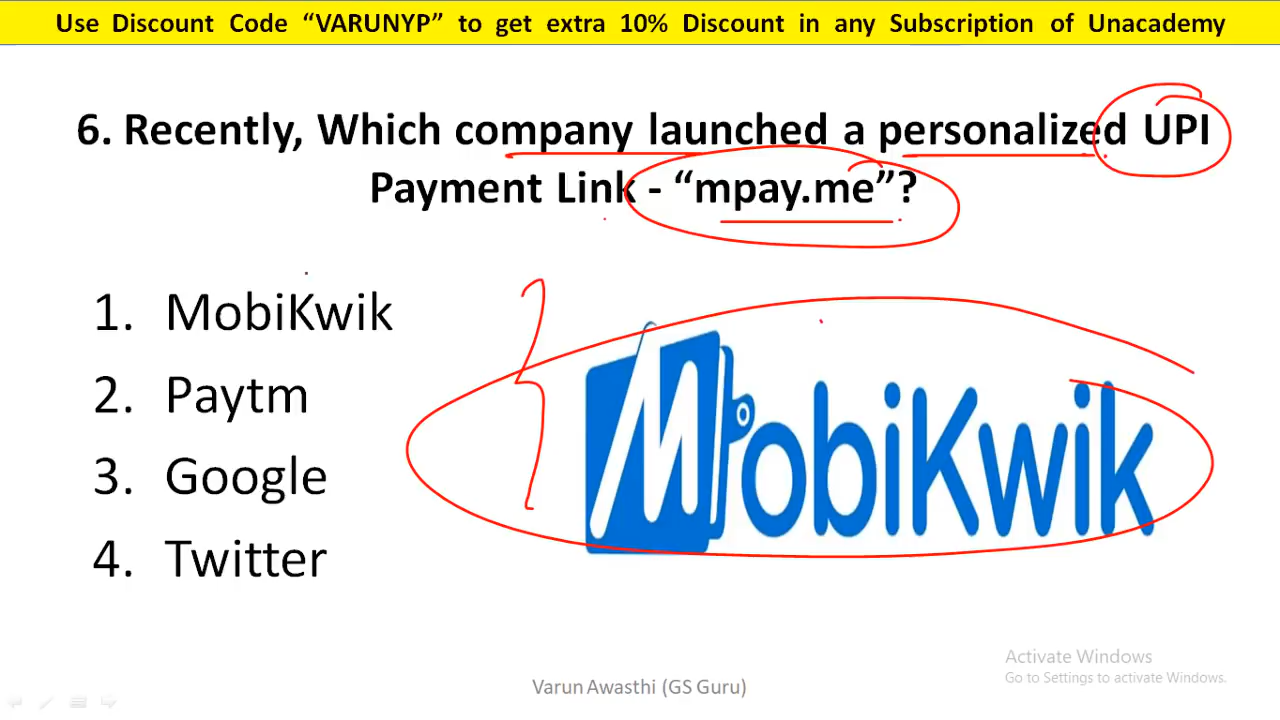 Use Discount Code “VARUNYP” to get extra 10% Discount in any Subscription of Unacademy
6. Recently, Which company launched a personalized UPI
Payment Link - “mpay.me”?
1. MobiKwik
2. Paytm
3. Google
4. Twitter
MobiKwik
Activate Windows
Go to Settings to activate Windows.
Varun Awasthi (GS Guru)